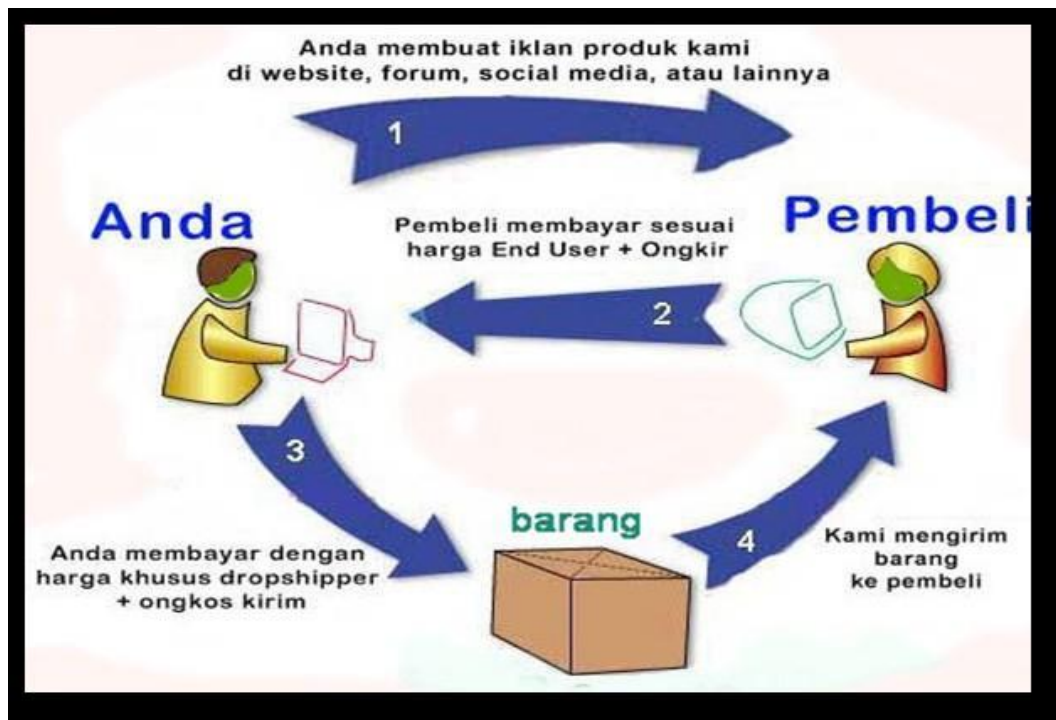 Anda membuat iklan produk kami
di website, forum, social media, atau lainnya
1
Anda
Pembeli
Pembeli membayar sesuai
harga End User + Ongkir
2
3
barang
4
Anda membayar dengan
harga khusus dropshipper
+ ongkos kirim
Kami mengirim
barang
ke pembeli